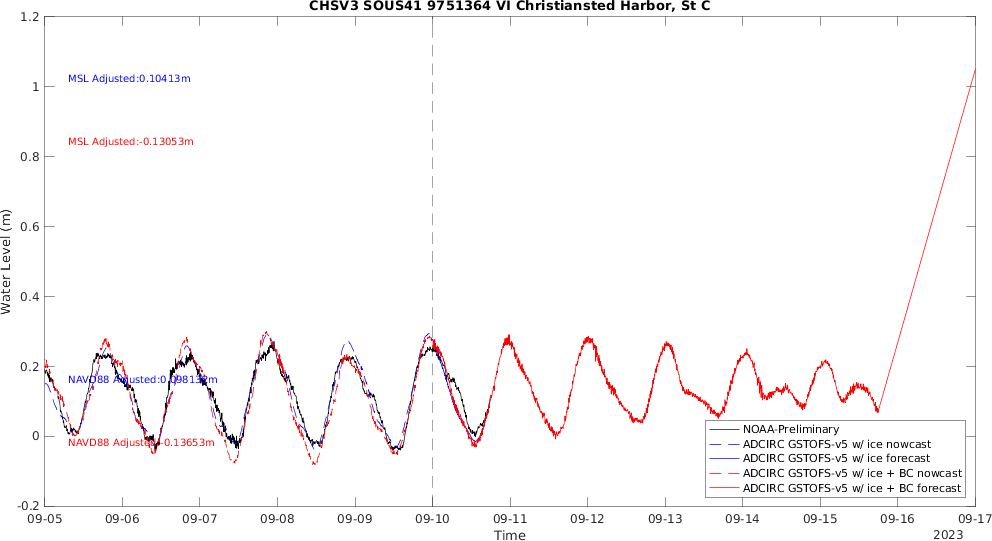 CHSV3 SOUS41 9751364 VI Christiansted Harbor, St C
1.2
1
0.8
0.6
0.4
0.2
0
-0.2
Water Level (m)
MSL Adjusted:0.10413m
MSL Adjusted:-0.13053m
NAVD88 Adjusted:
NAVD88 Adjusted:-0.13653m
NOAA-Preliminary
ADCIRC GSTOFS-v5 w/ ice nowcast
ADCIRC GSTOFS-v5 w/ ice forecast
ADCIRC GSTOFS-v5 w/ ice + BC nowcast
ADCIRC GSTOFS-v5 w/ ice + BC forecast
09-05 09-06 09-07 09-08 09-09 09-10 09-11 09-12 09-13 09-14 09-15 09-16 09-17
Time
2023